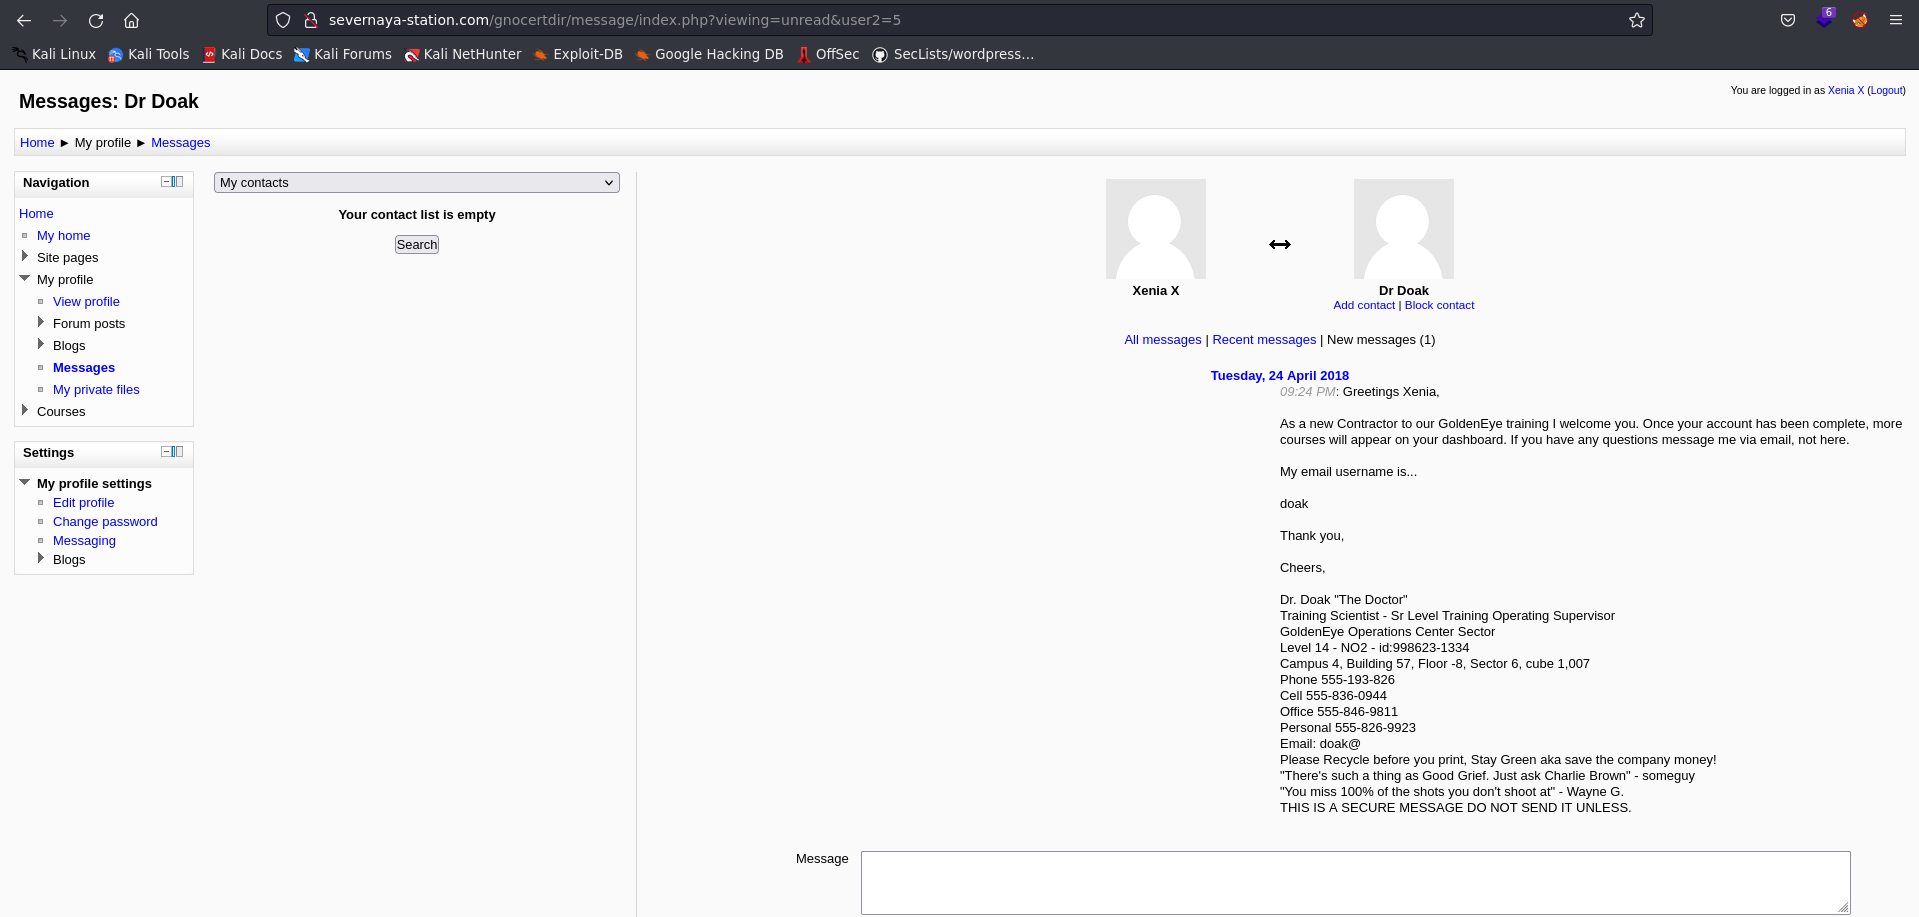 severnaya-station.com/gnocertdir/message/index.php?viewing=unread&user2=5
6
Kali Linux Kali Tools Kali Docs Kali Forums Kali NetHunter Exploit-DB Google Hacking DB OffSec SecLists/wordpress...
Messages: Dr Doak
You are logged in as Xenia X (Logout)
Home ► My profile ► Messages
Navigation
Home
My home
Site pages
My profile
View profile
Forum posts
Blogs
Messages
My private files
Courses
Settings
My profile settings
Edit profile
Change password
Messaging
Blogs
My contacts
Your contact list is empty
Search
Xenia X
Dr Doak
Add contact | Block contact
All messages | Recent messages | New messages (1)
Tuesday, 24 April 2018
09:24 PM: Greetings Xenia,
As a new Contractor to our GoldenEye training I welcome you. Once your account has been complete, more
courses will appear on your dashboard. If you have any questions message me via email, not here.
My email username is...
doak
Thank you,
Cheers,
Dr. Doak "The Doctor"
Training Scientist - Sr Level Training Operating Supervisor
GoldenEye Operations Center Sector
Level 14 - NO2 - id:998623-1334
Campus 4, Building 57, Floor -8, Sector 6, cube 1,007
Phone 555-193-826
Cell 555-836-0944
Office 555-846-9811
Personal 555-826-9923
Email: doak@
Please Recycle before you print, Stay Green aka save the company money!
"There's such a thing as Good Grief. Just ask Charlie Brown" - someguy
"You miss 100% of the shots you don't shoot at" - Wayne G.
THIS IS A SECURE MESSAGE DO NOT SEND IT UNLESS.
Message